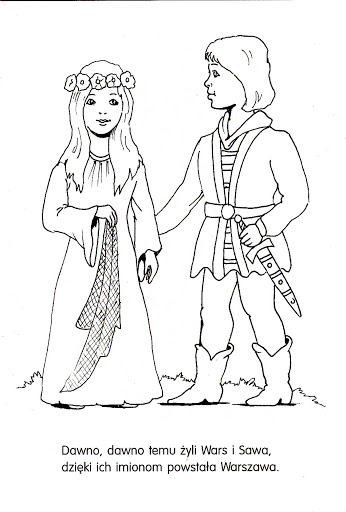 Dawno, dawno temu żyli Wars i Sawa,
dzięki ich imionom powstała Warszawa.